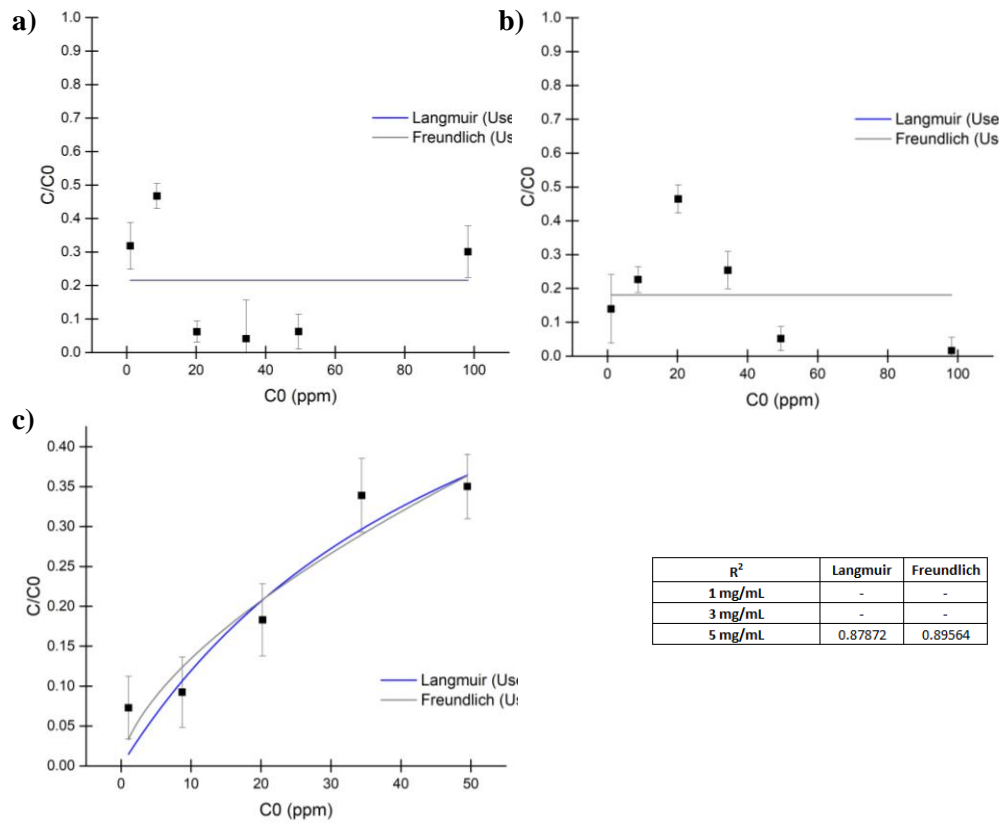 a)
1.0
0.9
0.8
0.7
0.6
0.5
0.4
0.3
0.2
0.1
0.0
C/C0
Langmuir (Use
Freundlich (Us
0 20 40 60 80 100
C0 (ppm)
b)
1.0
0.9
0.8
0.7
0.6
0.5
0.4
0.3
0.2
0.1
0.0
C/C0
Langmuir (Use
Freundlich (Us
0 20 40 60 80 100
C0 (ppm)
c)
0.40
0.35
0.30
0.25
0.20
0.15
0.10
0.05
0.00
C/C0
Langmuir (Use
Freundlich (Us
0 10 20 30 40 50
C0 (ppm)
R² Langmuir Freundlich
1 mg/mL - -
3 mg/mL - -
5 mg/mL 0.87872 0.89564